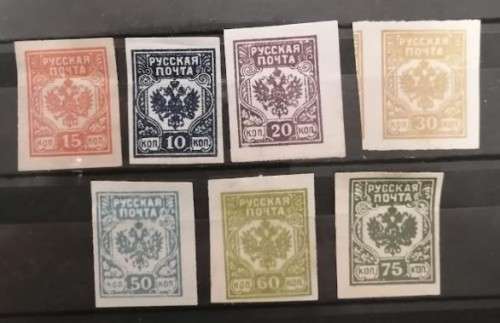 РУССКАЯ
ПОЧТА
КОП. 15 КОП.
РУССКАЯ
ПОЧТА
КОП. 10 КОП.
РУССКАЯ
ПОЧТА
КОП. 20 КОП.
РУССКАЯ
ПОЧТА
КОП. 30 КОП.
РУССКАЯ
ПОЧТА
КОП. 50 КОП.
РУССКАЯ
ПОЧТА
КОП. 60 КОП.
РУССКАЯ
ПОЧТА
КОП. 75 КОП.